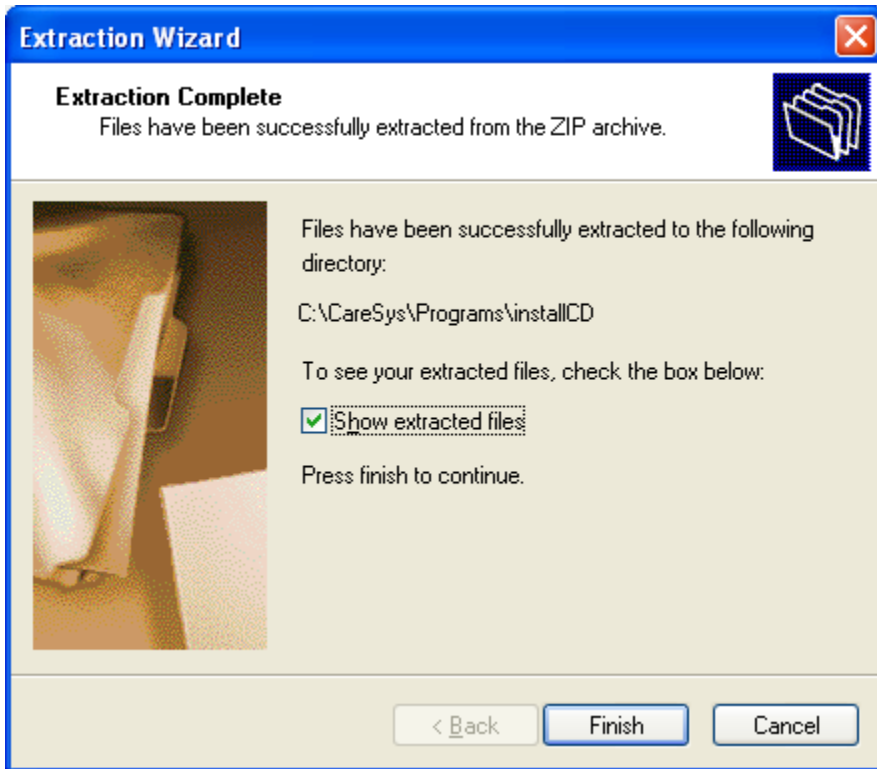 Extraction Wizard
Extraction Complete
Files have been successfully extracted from the ZIP archive.
Files have been successfully extracted to the following
directory:
C:\CareSys\Programs\installCD
To see your extracted files, check the box below:
Show extracted files
Press finish to continue.
< Back Finish Cancel